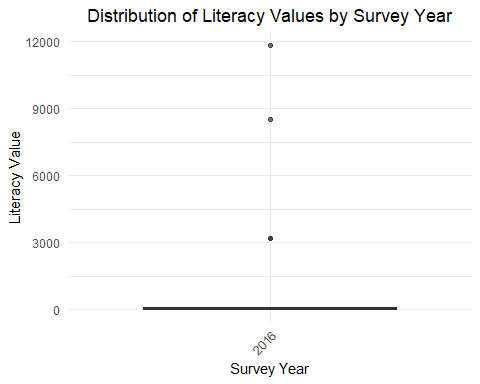 Distribution of Literacy Values by Survey Year
Literacy Value
12000
9000
6000
3000
0
2016
Survey Year